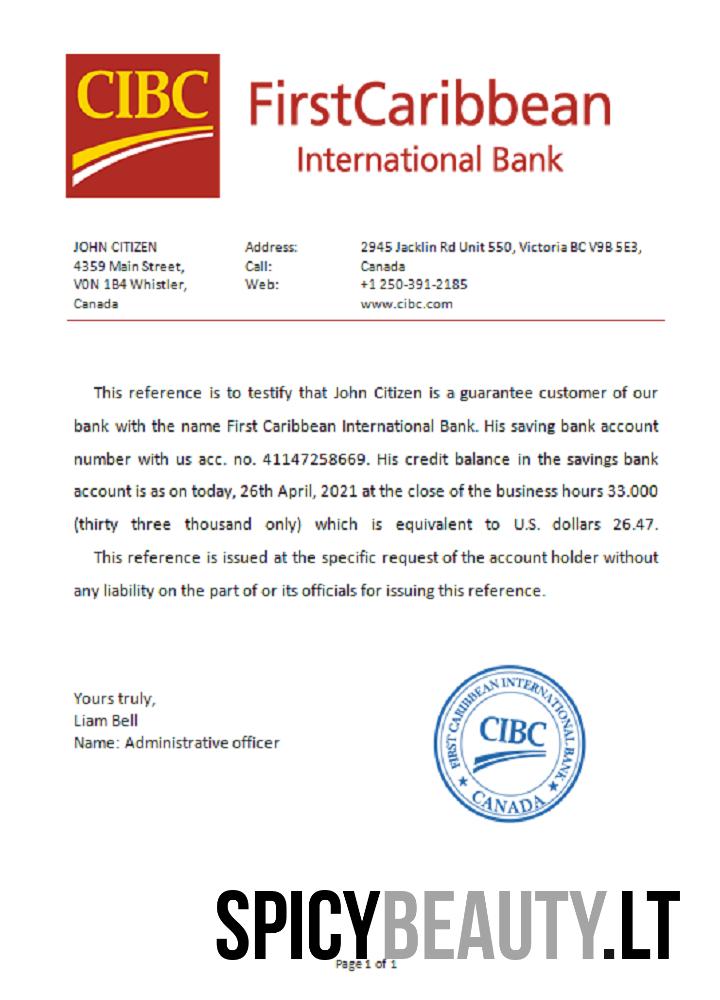 CIBC
FirstCaribbean
International Bank
JOHN CITIZEN
4359 Main Street,
V0N 1B4 Whistler,
Canada
Address:
Call:
Web:
2945 Jacklin Rd Unit 550, Victoria BC V9B 5E3,
Canada
+1 250-391-2185
www.cibc.com
This reference is to testify that John Citizen is a guarantee customer of our
bank with the name First Caribbean International Bank. His saving bank account
number with us acc. no. 41147258669. His credit balance in the savings bank
account is as on today, 26th April, 2021 at the close of the business hours 33.000
(thirty three thousand only) which is equivalent to U.S. dollars 26.47.
This reference is issued at the specific request of the account holder without
any liability on the part of or its officials for issuing this reference.
Yours truly,
Liam Bell
Name: Administrative officer
FIRST CARIBBEAN INTERNATIONAL BANK
CIBC
★ CANADA ★
SPICYBEAUTY.LT
Page 1 of 1